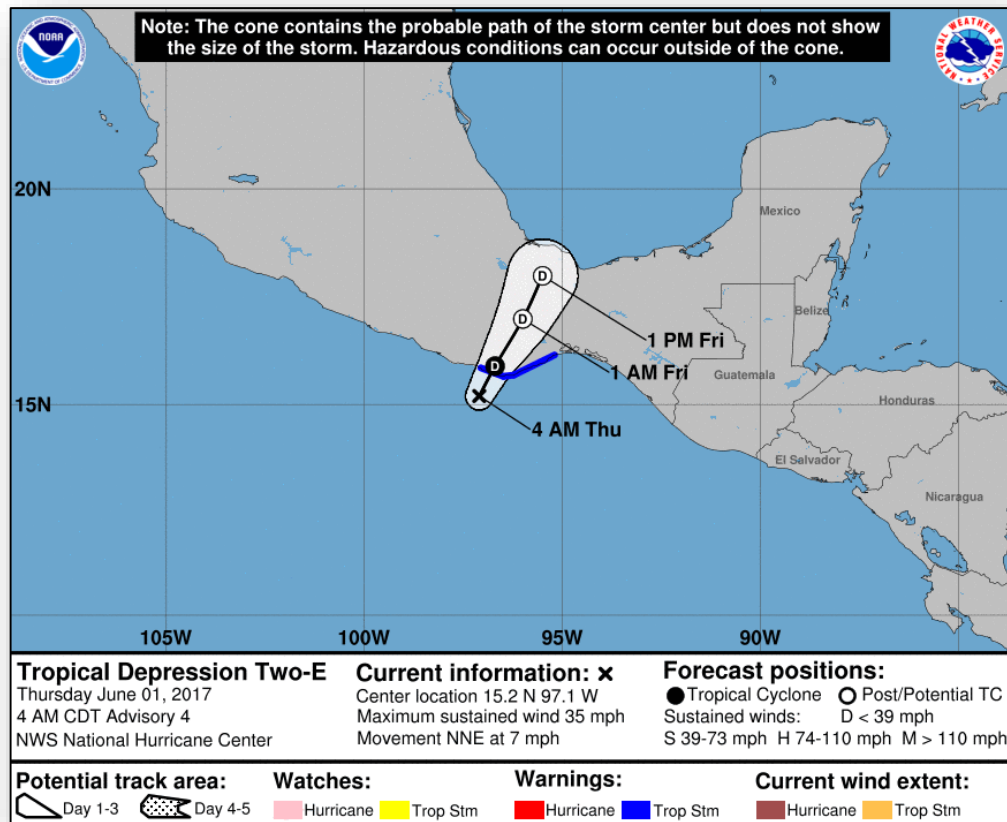 Note: The cone contains the probable path of the storm center but does not show
the size of the storm. Hazardous conditions can occur outside of the cone.
NOAA
NATIONAL WEATHER SERVICE
20N
Mexico
Belize
D
D
1 PM Fri
D
1 AM Fri
Guatemala
15N
4 AM Thu
Honduras
El Salvador
Nicaragua
105W 100W 95W 90W
Tropical Depression Two-E
Thursday June 01, 2017
4 AM CDT Advisory 4
NWS National Hurricane Center
Current information: ×
Center location 15.2 N 97.1 W
Maximum sustained wind 35 mph
Movement NNE at 7 mph
Forecast positions:
Tropical Cyclone Post/Potential TC
Sustained winds: D < 39 mph
S 39-73 mph H 74-110 mph M > 110 mph
Potential track area:
Day 1-3 Day 4-5
Watches:
Hurricane Trop Stm
Warnings:
Hurricane Trop Stm
Current wind extent:
Hurricane Trop Stm